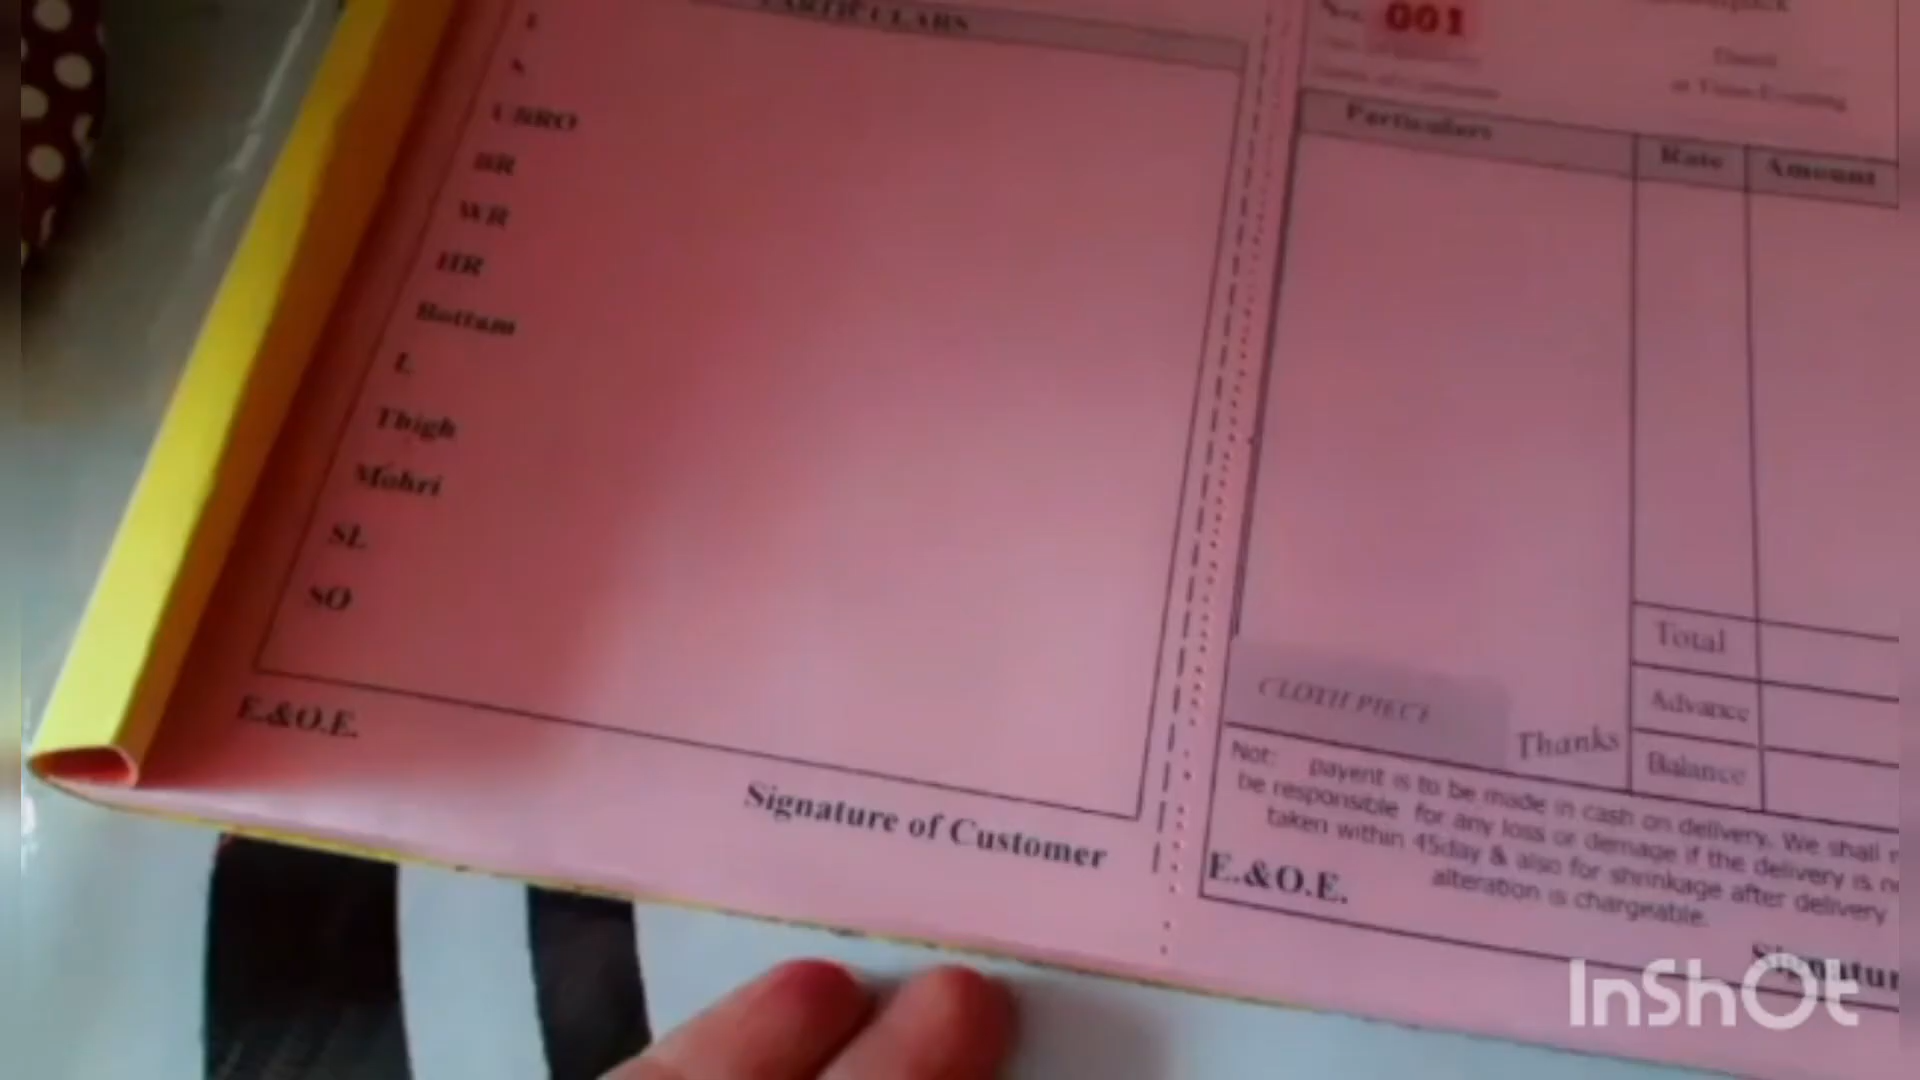 PARTICULARS
UBRO
BR
WR
HR
Bottam
L
Thigh
Mohri
SL
SO
E.&O.E.
Signature of Customer
001
Particulars Rate Amount
Total
Advance
Balance
CLOTH PIECE
Thanks
Not: payent is to be made in cash on delivery. We shall
be responsible for any loss or demage if the delivery is
taken within 45day & also for shrinkage after delivery
alteration is chargeable.
E.&O.E.
InShOt